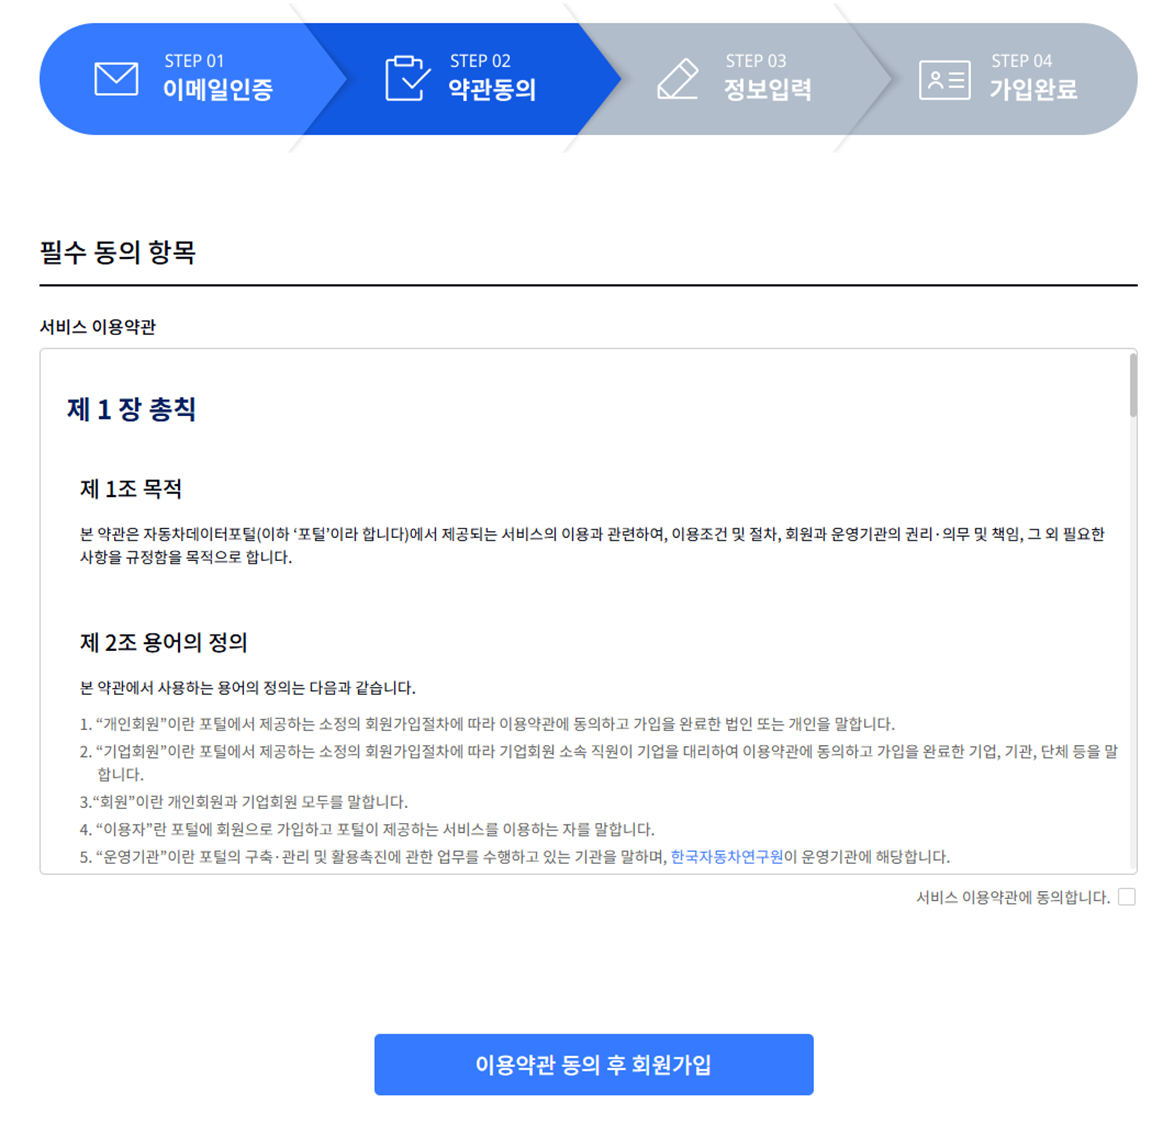 STEP 01
이메일인증
STEP 02
약관동의
STEP 03
정보입력
STEP 04
가입완료
필수 동의 항목
서비스 이용약관
제 1 장 총칙
제 1조 목적
본 약관은 자동차데이터포털(이하 ‘포털’이라 합니다)에서 제공되는 서비스의 이용과 관련하여, 이용조건 및 절차, 회원과 운영기관의 권리·의무 및 책임, 그 외 필요한
사항을 규정함을 목적으로 합니다.
제 2조 용어의 정의
본 약관에서 사용하는 용어의 정의는 다음과 같습니다.
1. “개인회원”이란 포털에서 제공하는 소정의 회원가입절차에 따라 이용약관에 동의하고 가입을 완료한 법인 또는 개인을 말합니다.
2. “기업회원”이란 포털에서 제공하는 소정의 회원가입절차에 따라 기업회원 소속 직원이 기업을 대리하여 이용약관에 동의하고 가입을 완료한 기업, 기관, 단체 등을 말
합니다.
3.“회원”이란 개인회원과 기업회원 모두를 말합니다.
4. “이용자”란 포털에 회원으로 가입하고 포털이 제공하는 서비스를 이용하는 자를 말합니다.
5. “운영기관”이란 포털의 구축·관리 및 활용촉진에 관한 업무를 수행하고 있는 기관을 말하며, 한국자동차연구원이 운영기관에 해당합니다.
서비스 이용약관에 동의합니다.
이용약관 동의 후 회원가입